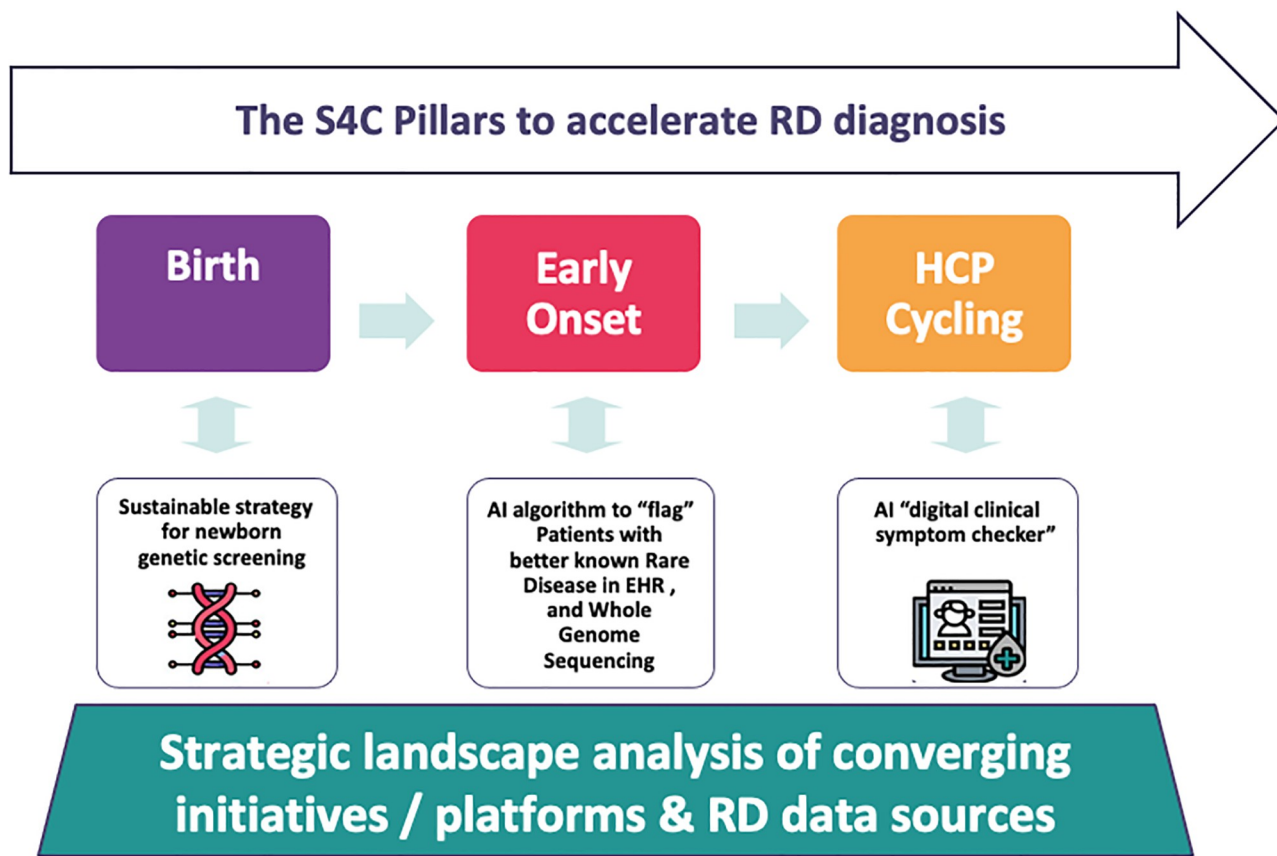 The S4C Pillars to accelerate RD diagnosis
Birth
Early
Onset
HCP
Cycling
Sustainable strategy
for newborn
genetic screening
AI algorithm to “flag”
Patients with
better known Rare
Disease in EHR ,
and Whole
Genome
Sequencing
AI “digital clinical
symptom checker”
Strategic landscape analysis of converging
initiatives / platforms & RD data sources